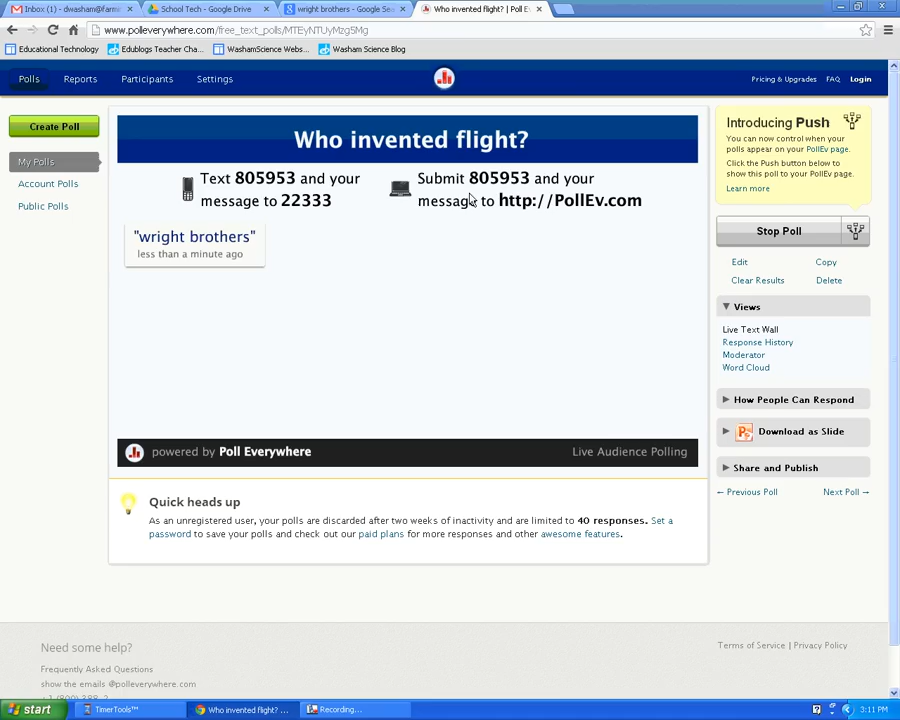 Inbox (1) - dwasham@farmi
School Tech - Google Drive
wright brothers - Google Sea
Who invented flight? | Poll E
www.polleverywhere.com/free_text_polls/MTEyNTUyMzg5Mg
Educational Technology
Edublogs Teacher Cha...
WashamScience Webs...
Washam Science Blog
Polls
Reports
Participants
Settings
Pricing & Upgrades
FAQ
Login
Create Poll
My Polls
Account Polls
Public Polls
Who invented flight?
Text 805953 and your
message to 22333
Submit 805953 and your
message to http://PollEv.com
"wright brothers"
less than a minute ago
powered by Poll Everywhere
Live Audience Polling
Quick heads up
As an unregistered user, your polls are discarded after two weeks of inactivity and are limited to 40 responses. Set a
password to save your polls and check out our paid plans for more responses and other awesome features.
Introducing Push
You can now control when your
polls appear on your PollEv page.
Click the Push button below to
show this poll to your PollEv page.
Learn more
Stop Poll
Edit
Copy
Clear Results
Delete
Views
Live Text Wall
Response History
Moderator
Word Cloud
How People Can Respond
Download as Slide
Share and Publish
← Previous Poll
Next Poll →
Need some help?
Frequently Asked Questions
show the emails @polleverywhere.com
Terms of Service | Privacy Policy
start
TimerTools™
Who invented flight? ...
Recording...
3:11 PM